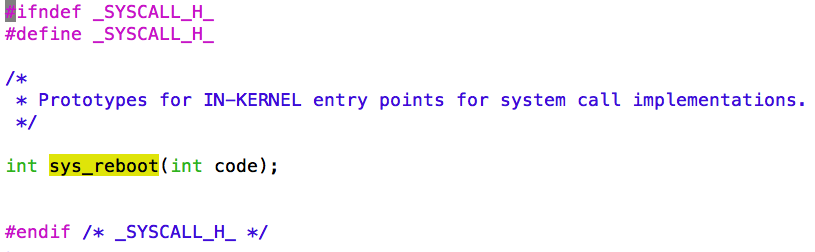 #ifndef _SYSCALL_H_
#define _SYSCALL_H_
/*
 * Prototypes for IN-KERNEL entry points for system call implementations.
 */
int sys_reboot(int code);
#endif /* _SYSCALL_H_ */